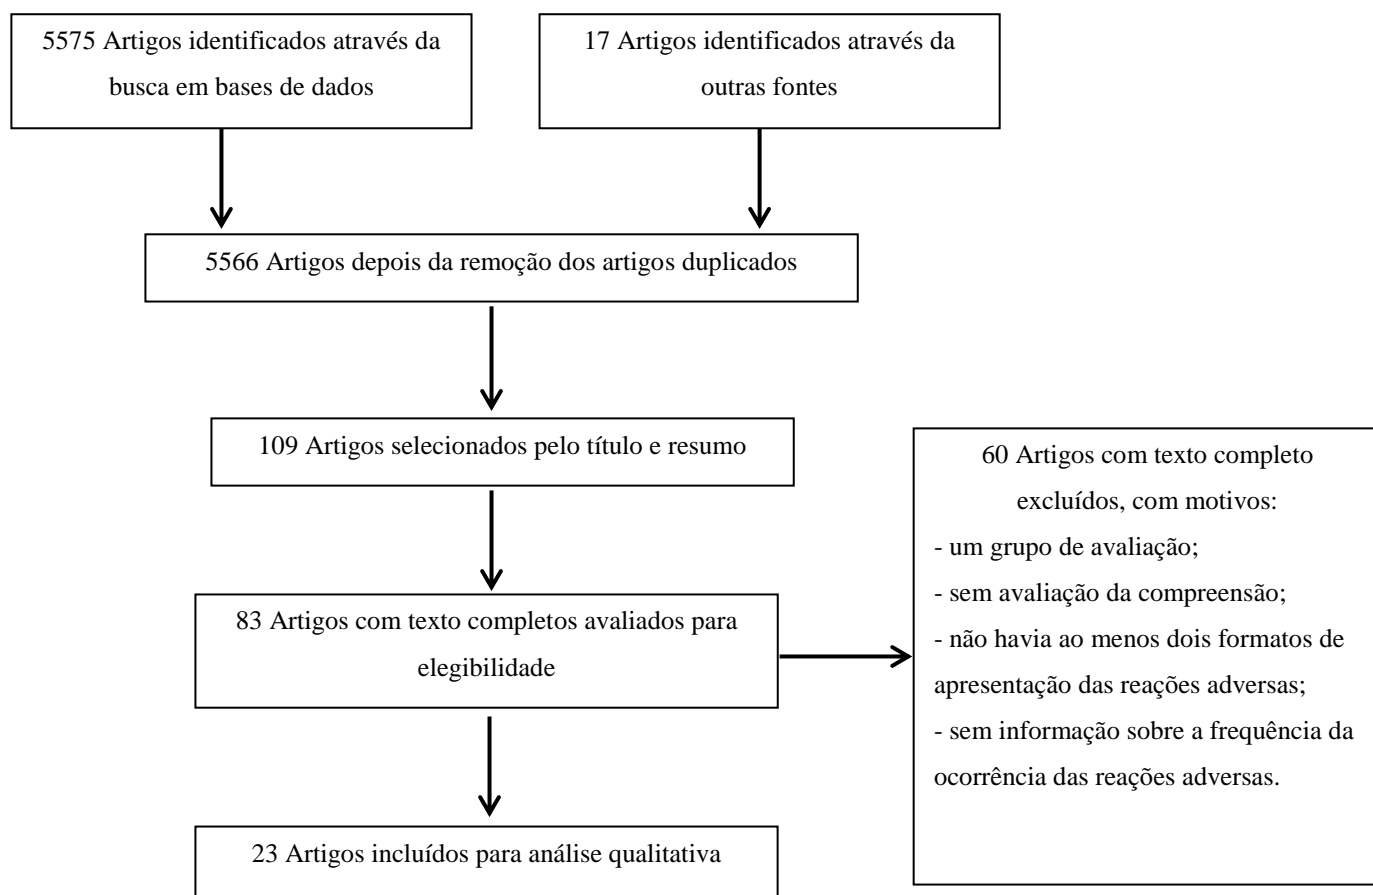 5575 Artigos identificados através da
busca em bases de dados
17 Artigos identificados através da
outras fontes
5566 Artigos depois da remoção dos artigos duplicados
109 Artigos selecionados pelo título e resumo
83 Artigos com texto completos avaliados para
elegibilidade
60 Artigos com texto completo
excluídos, com motivos:
- um grupo de avaliação;
- sem avaliação da compreensão;
- não havia ao menos dois formatos de
apresentação das reações adversas;
- sem informação sobre a frequência da
ocorrência das reações adversas.
23 Artigos incluídos para análise qualitativa